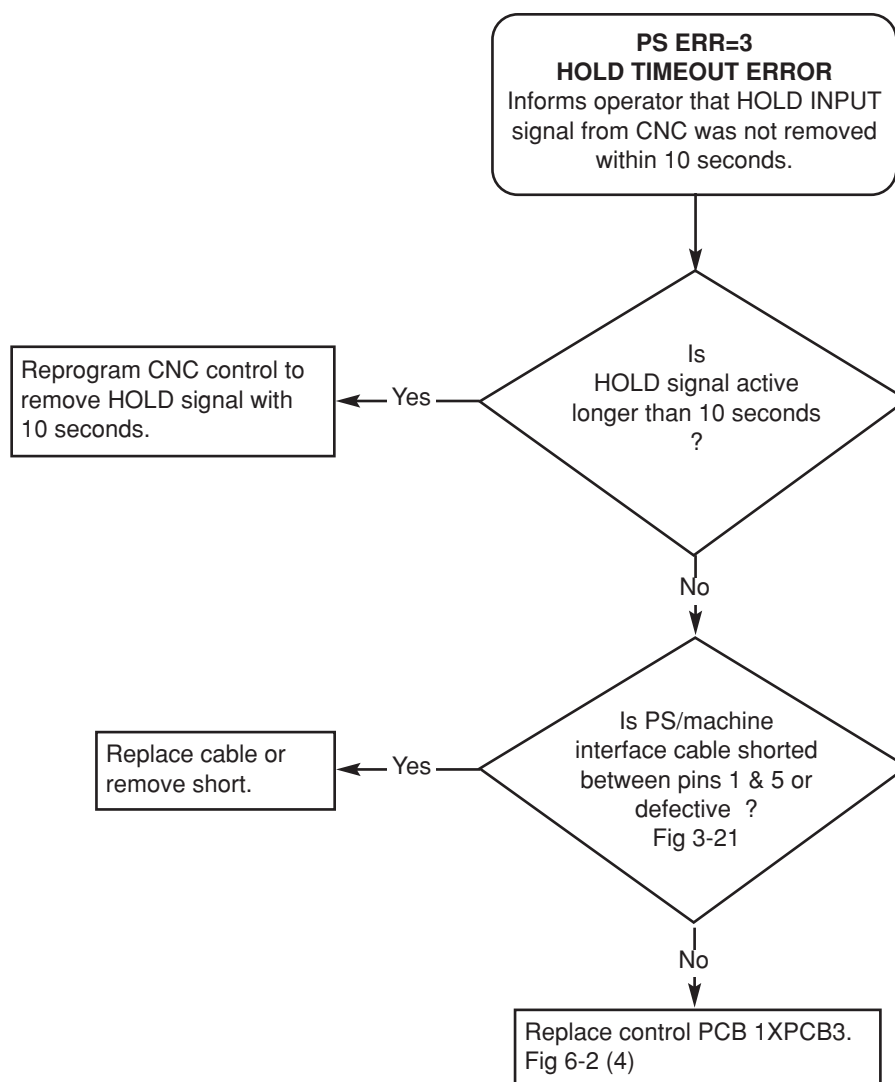 PS ERR=3
HOLD TIMEOUT ERROR
Informs operator that HOLD INPUT
signal from CNC was not removed
within 10 seconds.
Is
HOLD signal active
longer than 10 seconds
?
Yes
Reprogram CNC control to
remove HOLD signal with
10 seconds.
No
Is PS/machine
interface cable shorted
between pins 1 & 5 or
defective ?
Fig 3-21
Yes
Replace cable or
remove short.
No
Replace control PCB 1XPCB3.
Fig 6-2 (4)